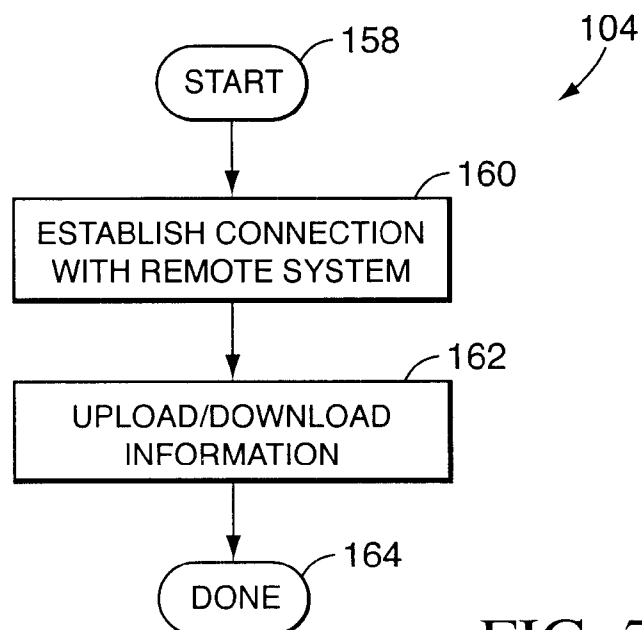 158
104
START
160
ESTABLISH CONNECTION
WITH REMOTE SYSTEM
162
UPLOAD/DOWNLOAD
INFORMATION
164
DONE